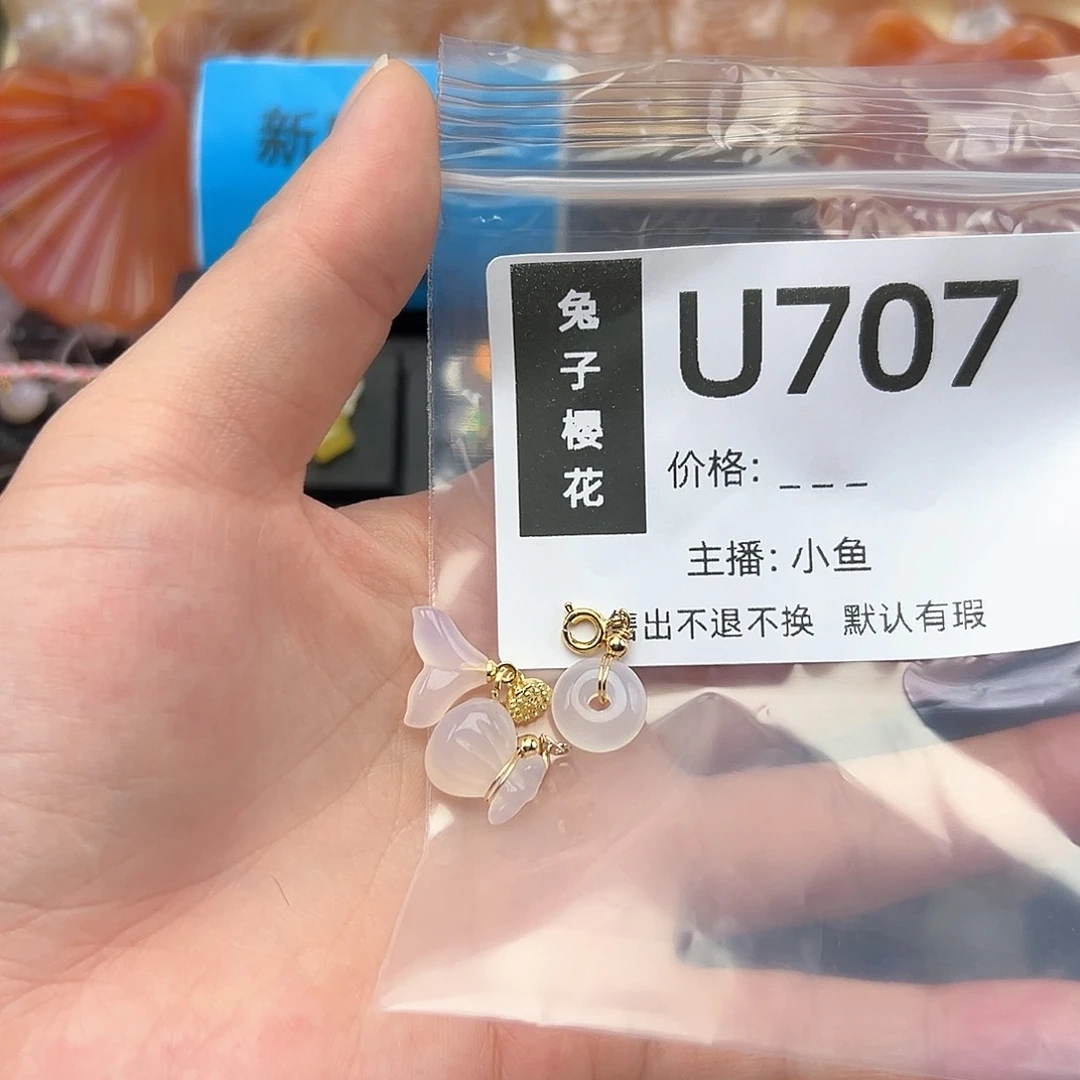 新
兔子樱花
U707
价格: _ _ _
主播: 小鱼
售出不退不换 默认有瑕